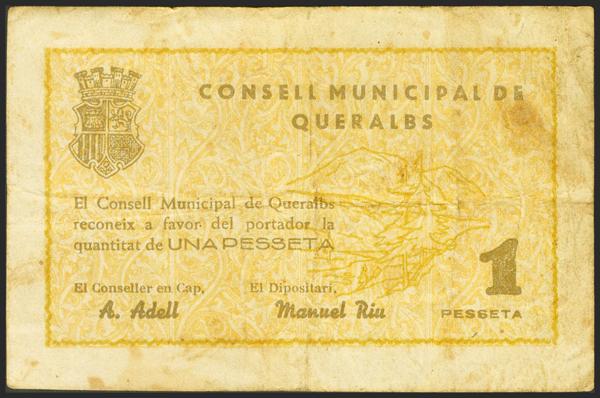 CONSELL MUNICIPAL DE
QUERALBS
El Consell Municipal de Queralbs
reconeix a favor del portador la
quantitat de UNA PESSETA
El Conseller en Cap,
A. Adell
El Dipositari,
Manuel Riu
1
PESSETA